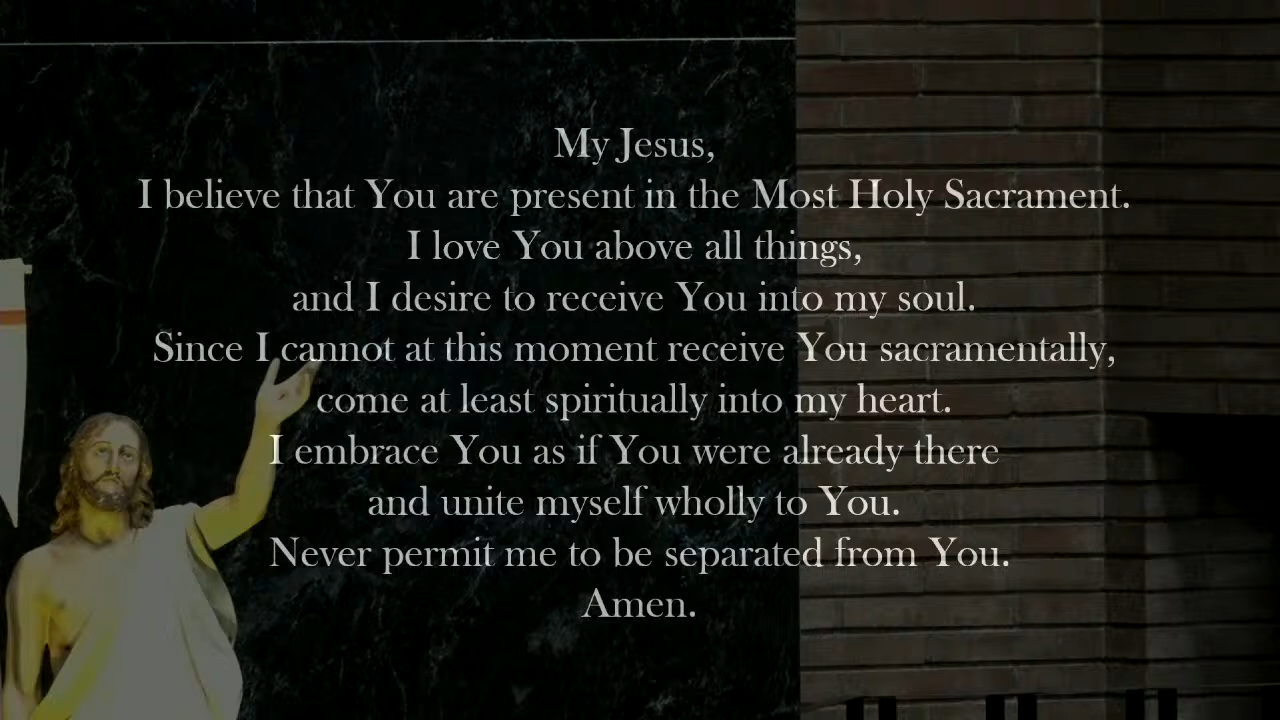 My Jesus,
I believe that You are present in the Most Holy Sacrament.
I love You above all things,
and I desire to receive You into my soul.
Since I cannot at this moment receive You sacramentally,
come at least spiritually into my heart.
I embrace You as if You were already there
and unite myself wholly to You.
Never permit me to be separated from You.
Amen.